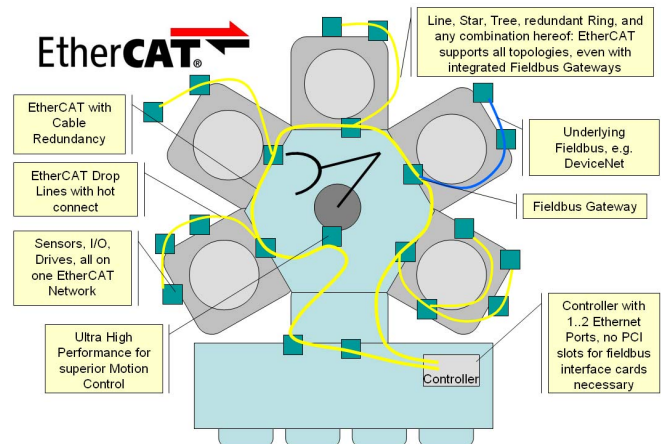 EtherCAT®
Line, Star, Tree, redundant Ring, and
any combination hereof: EtherCAT
supports all topologies, even with
integrated Fieldbus Gateways
EtherCAT with
Cable
Redundancy
Underlying
Fieldbus, e.g.
DeviceNet
EtherCAT Drop
Lines with hot
connect
Fieldbus Gateway
Sensors, I/O,
Drives, all on
one EtherCAT
Network
Ultra High
Performance for
superior Motion
Control
Controller with
1..2 Ethernet
Ports, no PCI
slots for fieldbus
interface cards
necessary
Controller